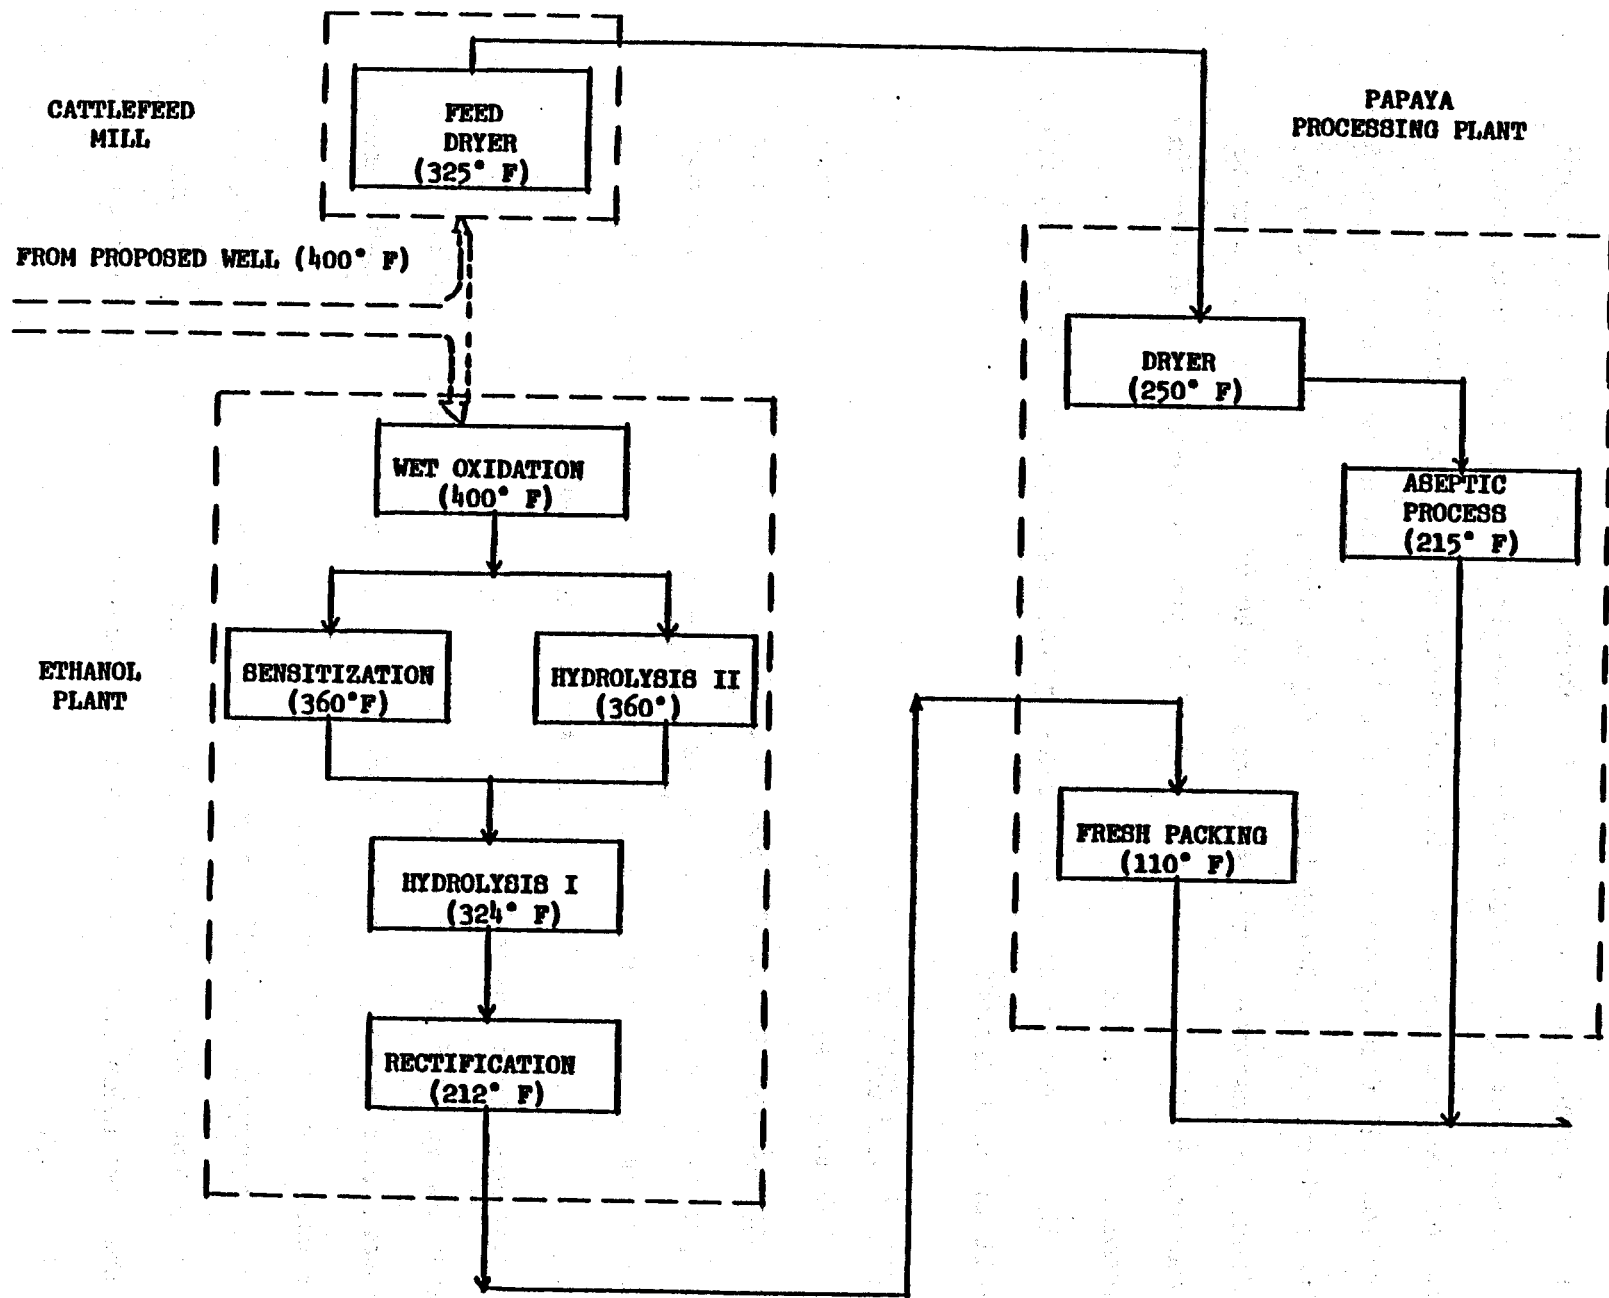 CATTLEFEED
MILL
FEED
DRYER
(325° F)
PAPAYA
PROCESSING PLANT
FROM PROPOSED WELL (400° F)
DRYER
(250° F)
WET OXIDATION
(400° F)
ASEPTIC
PROCESS
(215° F)
ETHANOL
PLANT
SENSITIZATION
(360°F)
HYDROLYSIS II
(360°)
FRESH PACKING
(110° F)
HYDROLYSIS I
(324° F)
RECTIFICATION
(212° F)